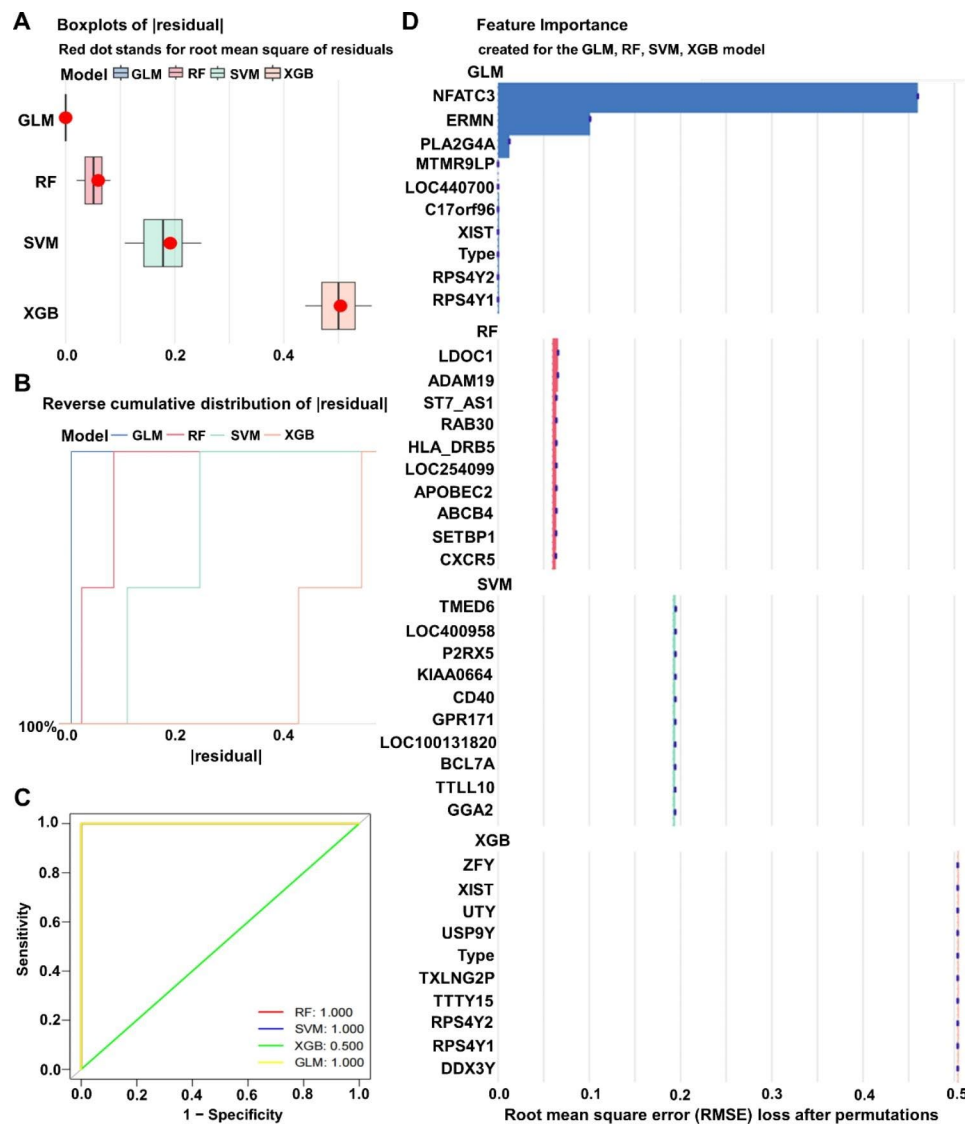 A
Boxplots of |residual|
Red dot stands for root mean square of residuals
Model GLM RF SVM XGB
GLM
RF
SVM
XGB
0.0 0.2 0.4
B
Reverse cumulative distribution of |residual|
Model GLM RF SVM XGB
100%
0.0 0.2 0.4
|residual|
C
Sensitivity
1.0
0.8
0.6
0.4
0.2
0.0
RF: 1.000
SVM: 1.000
XGB: 0.500
GLM: 1.000
0.0 0.2 0.4 0.6 0.8 1.0
1 − Specificity
D
Feature Importance
created for the GLM, RF, SVM, XGB model
GLM
NFATC3
ERMN
PLA2G4A
MTMR9LP
LOC440700
C17orf96
XIST
Type
RPS4Y2
RPS4Y1
RF
LDOC1
ADAM19
ST7_AS1
RAB30
HLA_DRB5
LOC254099
APOBEC2
ABCB4
SETBP1
CXCR5
SVM
TMED6
LOC400958
P2RX5
KIAA0664
CD40
GPR171
LOC100131820
BCL7A
TTLL10
GGA2
XGB
ZFY
XIST
UTY
USP9Y
Type
TXLNG2P
TTTY15
RPS4Y2
RPS4Y1
DDX3Y
0.0 0.1 0.2 0.3 0.4 0.5
Root mean square error (RMSE) loss after permutations